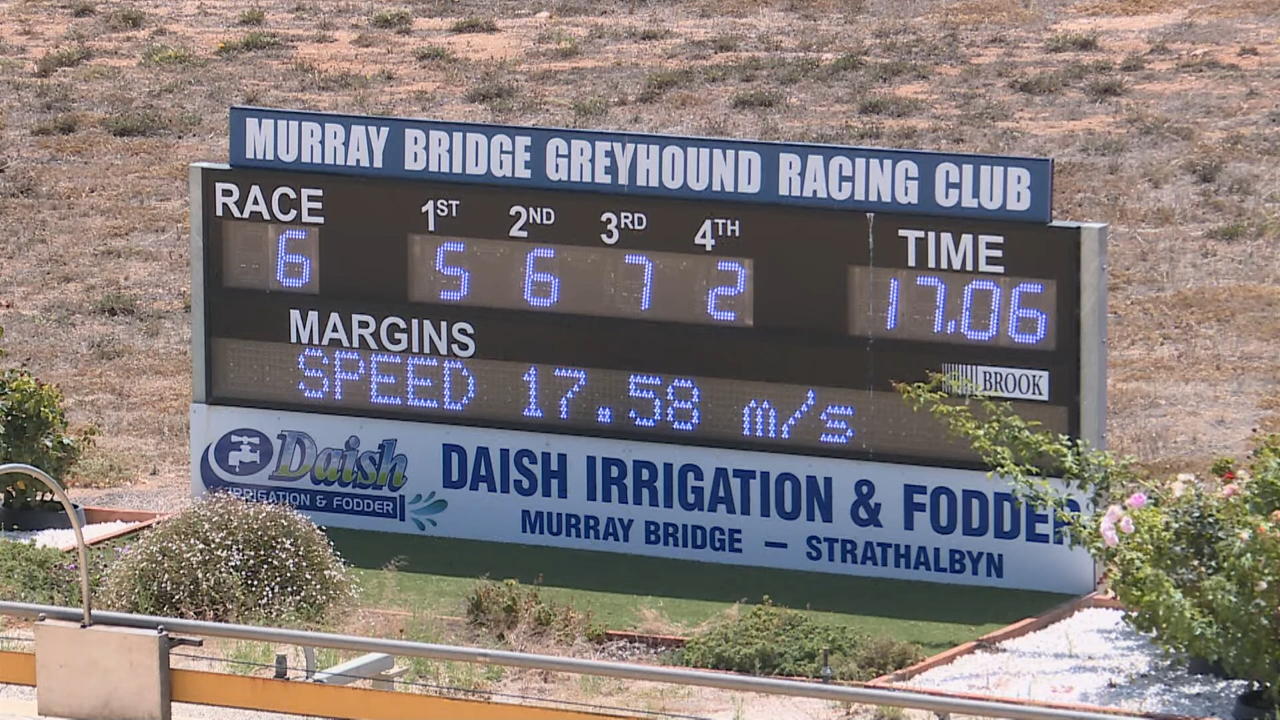 MURRAY BRIDGE GREYHOUND RACING CLUB
RACE 1ST 2ND 3RD 4TH TIME
6 5 6 7 2 17.06
MARGINS
SPEED 17.58 m/s
BROOK
Daish
IRRIGATION & FODDER
DAISH IRRIGATION & FODDER
MURRAY BRIDGE – STRATHALBYN